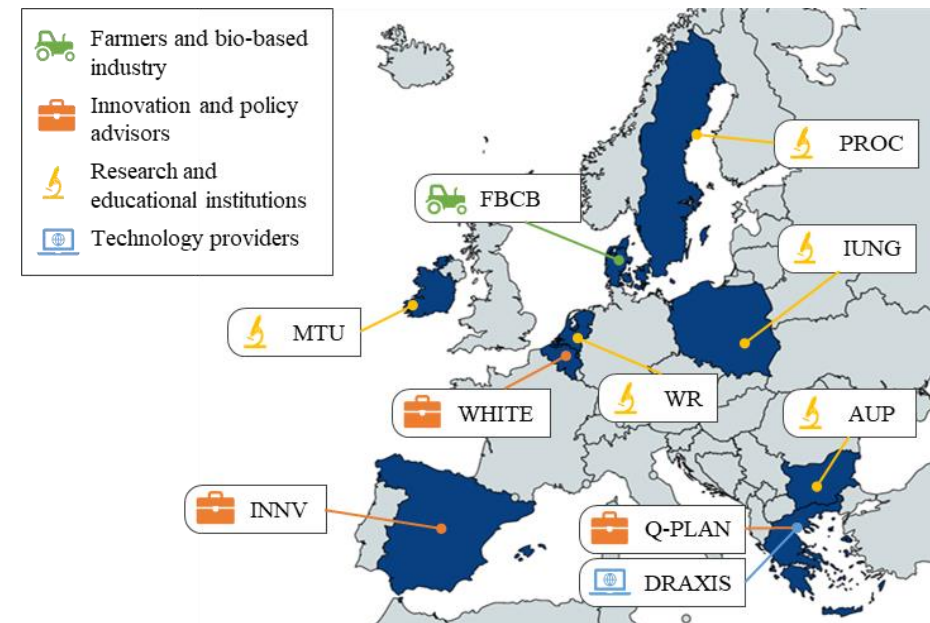 Farmers and bio-based
industry
Innovation and policy
advisors
Research and
educational institutions
Technology providers
PROC
FBCB
IUNG
MTU
WHITE
WR
AUP
INNV
Q-PLAN
DRAXIS